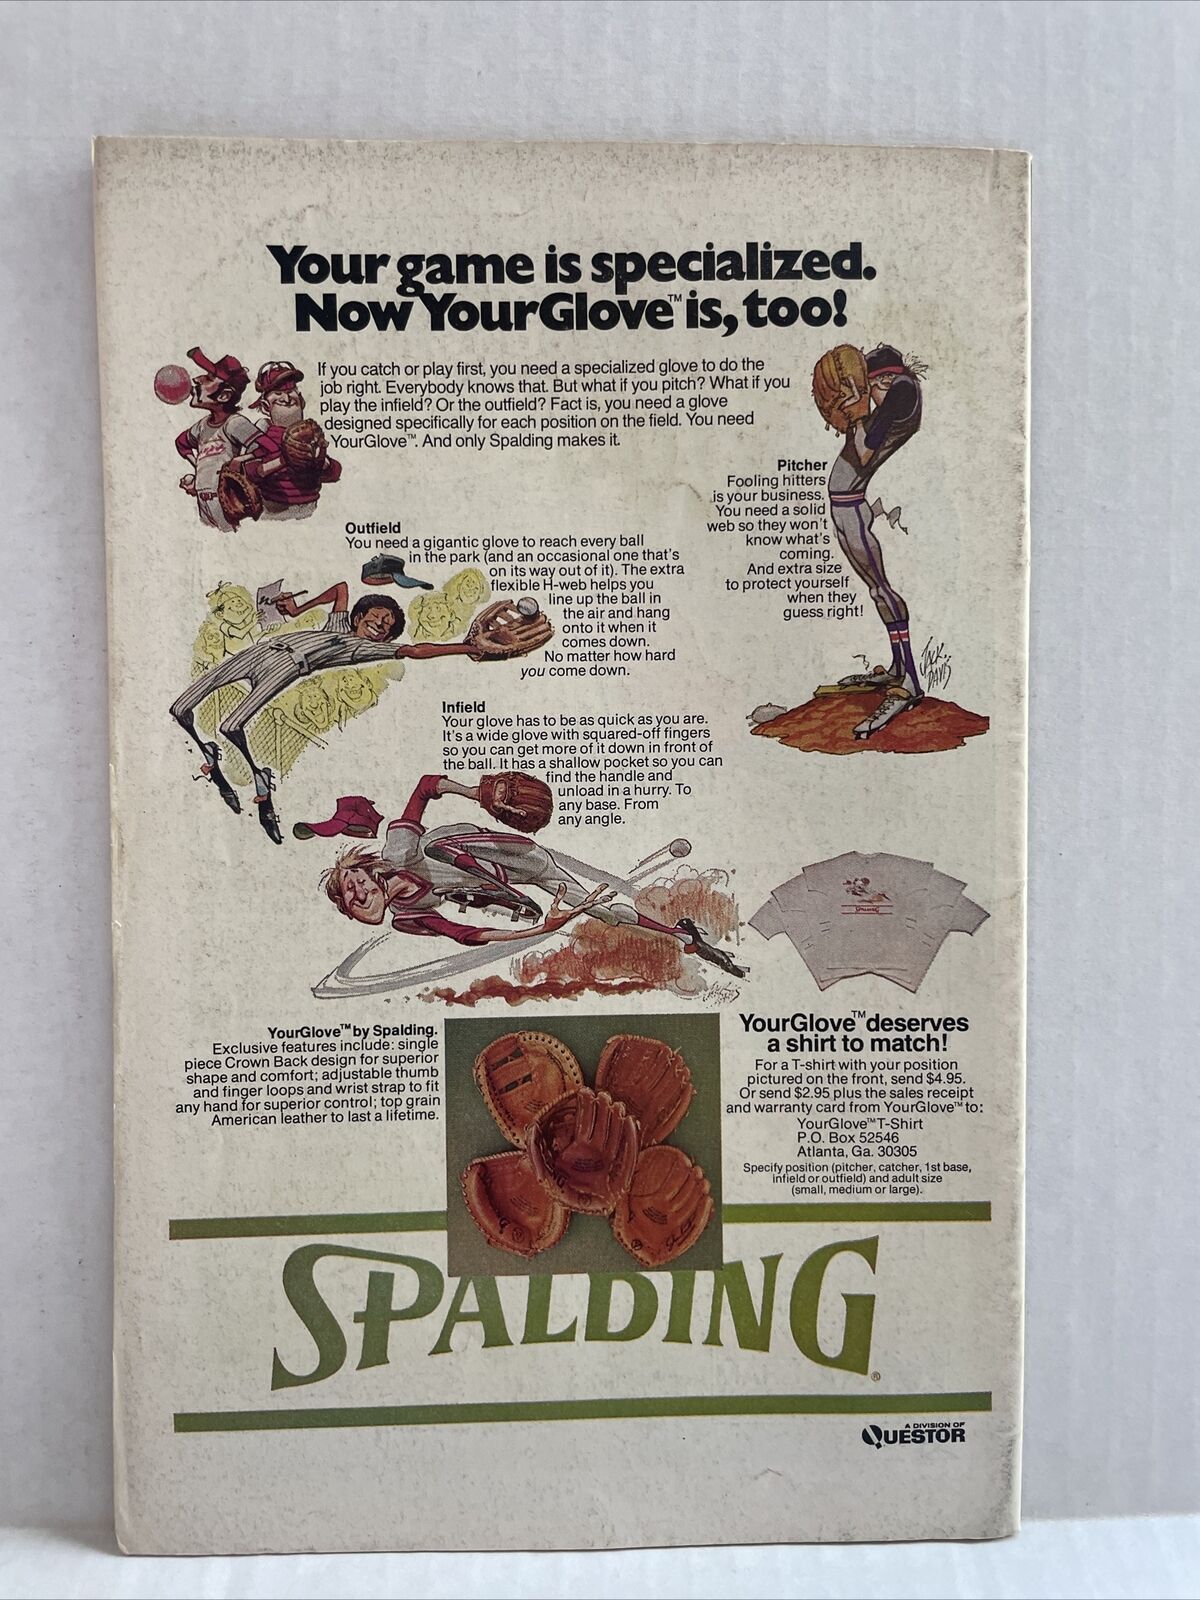 Your game is specialized.
Now YourGlove™ is, too!
If you catch or play first, you need a specialized glove to do the
job right. Everybody knows that. But what if you pitch? What if you
play the infield? Or the outfield? Fact is, you need a glove
designed specifically for each position on the field. You need
YourGlove™. And only Spalding makes it.
Pitcher
Fooling hitters
is your business.
You need a solid
web so they won't
know what's
coming.
And extra size
to protect yourself
when they
guess right!
JACK
DAVIS
Outfield
You need a gigantic glove to reach every ball
in the park (and an occasional one that's
on its way out of it). The extra
flexible H-web helps you
line up the ball in
the air and hang
onto it when it
comes down.
No matter how hard
you come down.
Infield
Your glove has to be as quick as you are.
It's a wide glove with squared-off fingers
so you can get more of it down in front of
the ball. It has a shallow pocket so you can
find the handle and
unload in a hurry. To
any base. From
any angle.
SPALDING
YourGlove™ by Spalding.
Exclusive features include: single
piece Crown Back design for superior
shape and comfort; adjustable thumb
and finger loops and wrist strap to fit
any hand for superior control; top grain
American leather to last a lifetime.
YourGlove™ deserves
a shirt to match!
For a T-shirt with your position
pictured on the front, send $4.95.
Or send $2.95 plus the sales receipt
and warranty card from YourGlove™ to:
YourGlove™ T-Shirt
P.O. Box 52546
Atlanta, Ga. 30305
Specify position (pitcher, catcher, 1st base,
infield or outfield) and adult size
(small, medium or large).
SPALDING®
A DIVISION OF
QUESTOR